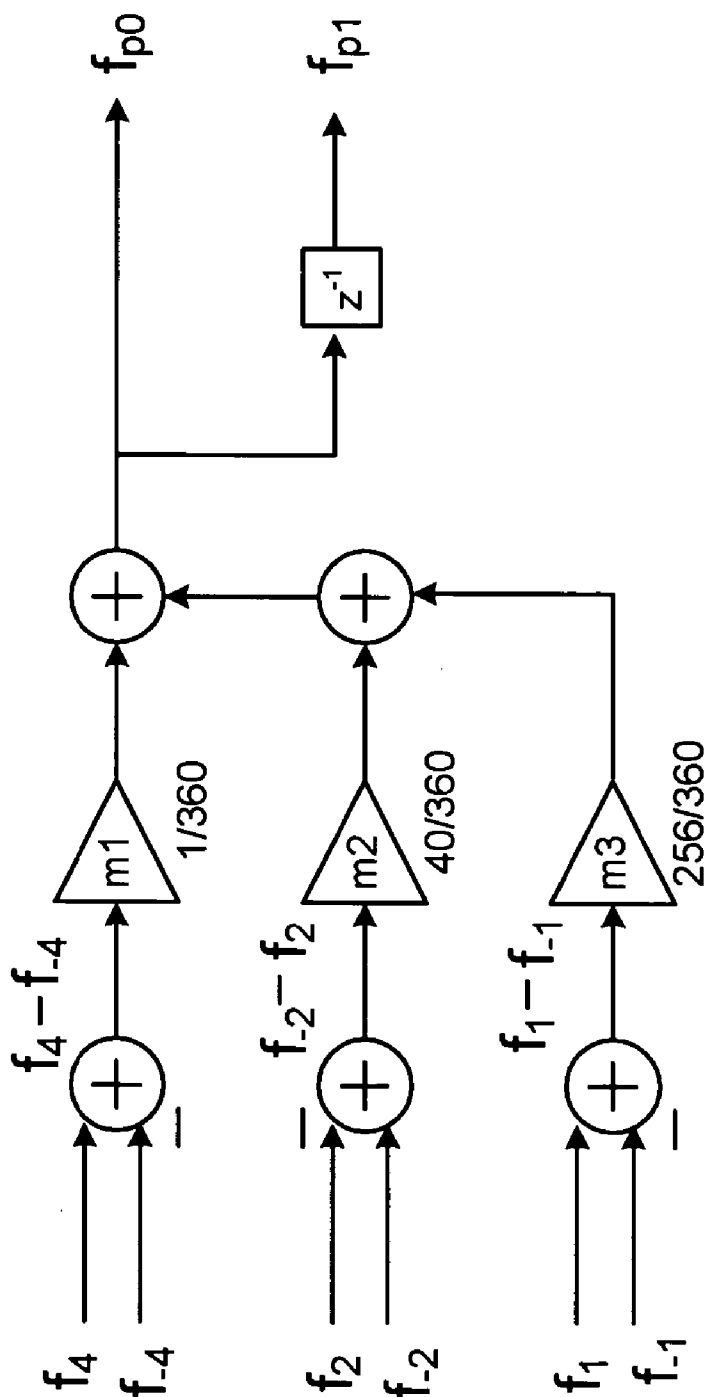 f4
f-4
f4 – f-4
m1
1/360
fp0
f2
f-2
f-2 – f2
m2
40/360
z-1
fp1
f1
f-1
f1 – f-1
m3
256/360